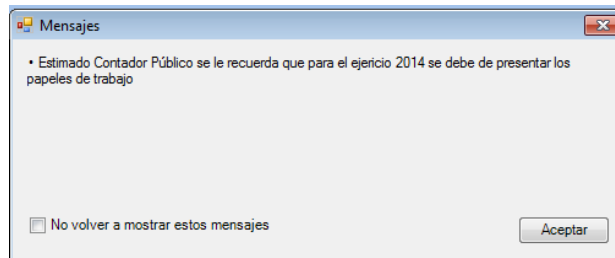 Mensajes
• Estimado Contador Público se le recuerda que para el ejericio 2014 se debe de presentar los
papeles de trabajo
No volver a mostrar estos mensajes
Aceptar